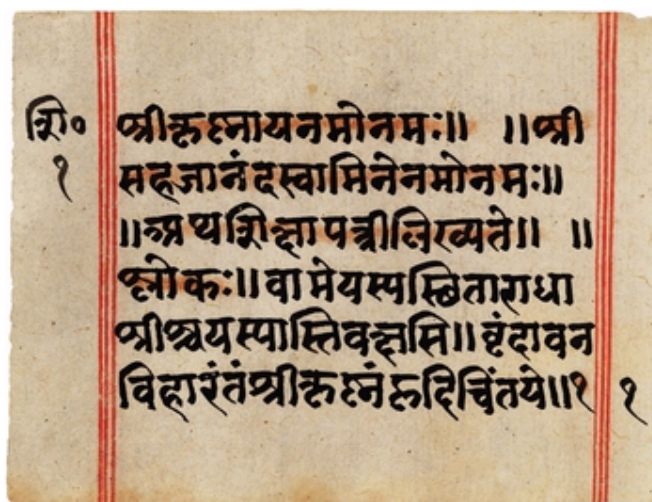 शि० श्रीकृष्नायनमोनमः॥ ॥श्री
१ सहजानंदस्वामिनेनमोनमः॥
॥अथशिक्षापत्रीलिख्यते॥ ॥
श्लोकः॥वामेयस्यस्थिताराधा
श्रीश्चयस्यास्तिवक्षसि॥वृंदावन
विहारंतंश्रीकृष्नंहृदिचिंतये॥१ १